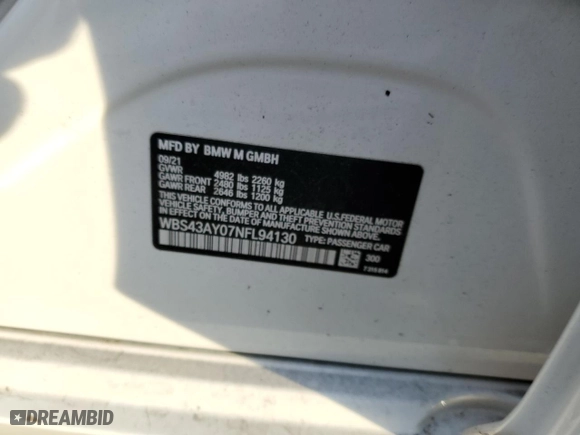 MFD BY BMW M GMBH
09/21
GVWR 4982 lbs 2260 kg
GAWR FRONT 2480 lbs 1125 kg
GAWR REAR 2646 lbs 1200 kg
THIS VEHICLE CONFORMS TO ALL APPLICABLE U.S. FEDERAL MOTOR
VEHICLE SAFETY, BUMPER, AND THEFT PREVENTION STANDARDS
IN EFFECT ON THE DATE OF MANUFACTURE SHOWN ABOVE.
WBS43AY07NFL94130 TYPE: PASSENGER CAR
300
DREAMBID